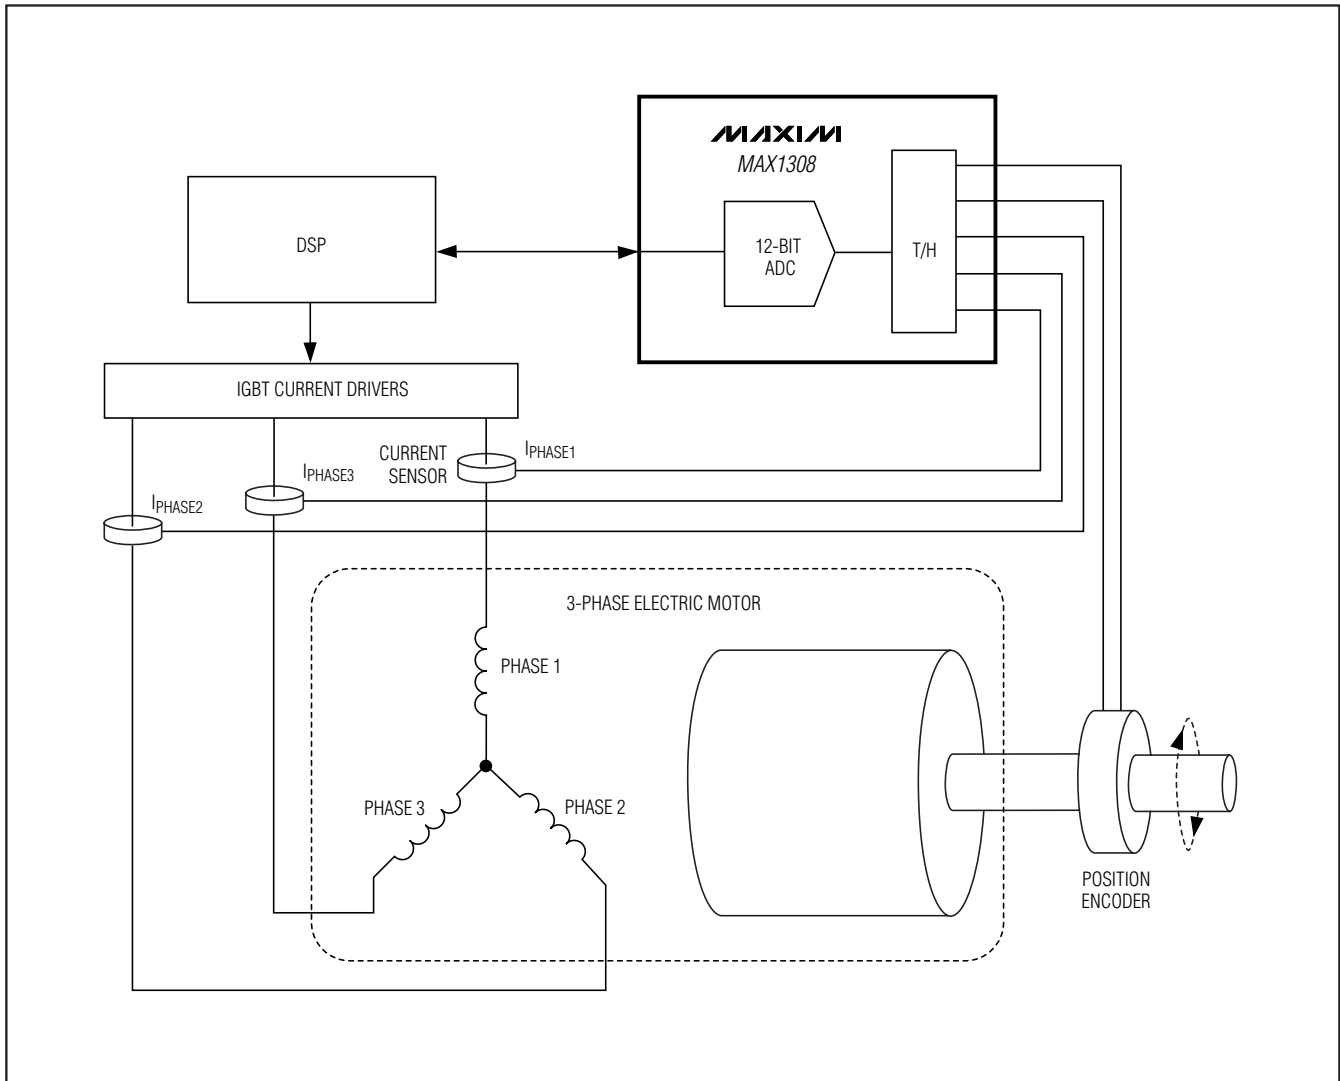 MAXIM
MAX1308
DSP
12-BIT
ADC
T/H
IGBT CURRENT DRIVERS
CURRENT
SENSOR
IPHASE1
IPHASE3
IPHASE2
3-PHASE ELECTRIC MOTOR
PHASE 1
PHASE 3
PHASE 2
POSITION
ENCODER